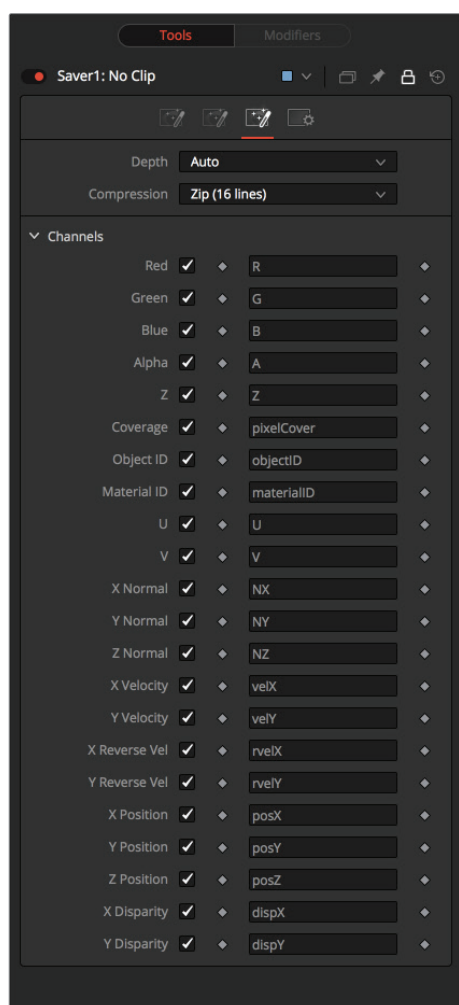 Tools Modifiers
Saver1: No Clip
Depth Auto
Compression Zip (16 lines)
Channels
Red R
Green G
Blue B
Alpha A
Z Z
Coverage pixelCover
Object ID objectID
Material ID materialID
U U
V V
X Normal NX
Y Normal NY
Z Normal NZ
X Velocity velX
Y Velocity velY
X Reverse Vel rvelX
Y Reverse Vel rvelY
X Position posX
Y Position posY
Z Position posZ
X Disparity dispX
Y Disparity dispY